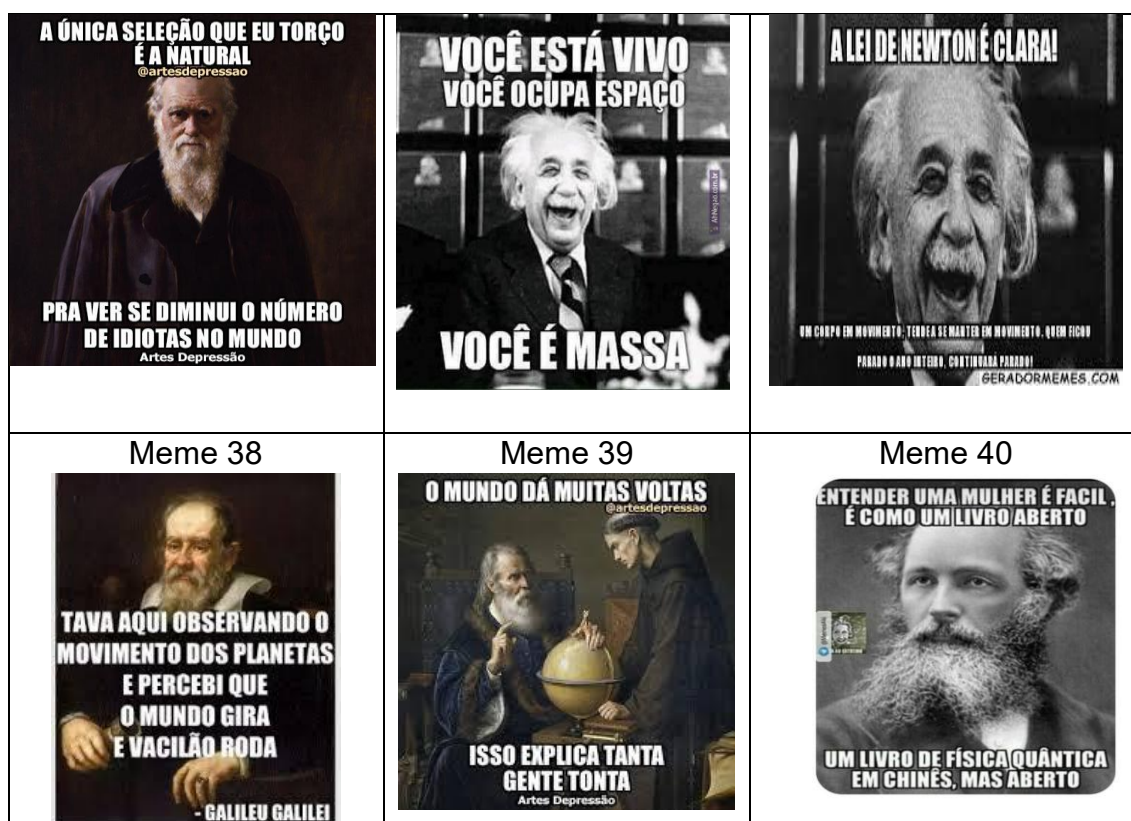 A ÚNICA SELEÇÃO QUE EU TORÇO
É A NATURAL
@artesdepressao
PRA VER SE DIMINUI O NÚMERO
DE IDIOTAS NO MUNDO
Artes Depressão
VOCÊ ESTÁ VIVO
VOCÊ OCUPA ESPAÇO
VOCÊ É MASSA
A LEI DE NEWTON É CLARA!
UM CORPO EM MOVIMENTO, TENDE A SE MANTER EM MOVIMENTO. QUEM FICOU
PARADO O ANO INTEIRO, CONTINUARÁ PARADO!
GERADORMEMES.COM
Meme 38
Meme 39
Meme 40
TAVA AQUI OBSERVANDO O
MOVIMENTO DOS PLANETAS
E PERCEBI QUE
O MUNDO GIRA
E VACILÃO RODA
- GALILEU GALILEI
O MUNDO DÁ MUITAS VOLTAS
@artesdepressao
ISSO EXPLICA TANTA
GENTE TONTA
Artes Depressão
ENTENDER UMA MULHER É FACIL ,
É COMO UM LIVRO ABERTO
UM LIVRO DE FÍSICA QUÂNTICA
EM CHINÊS, MAS ABERTO